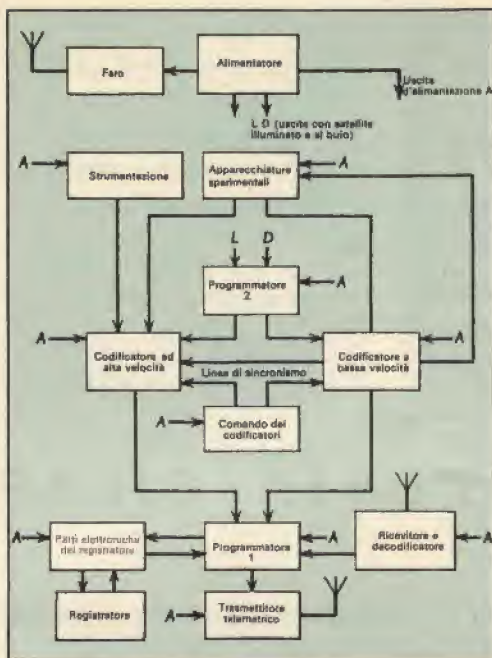 Faro
Alimentatore
Uscita
d'alimentazione A
L D (uscite con satellite
illuminato e al buio)
A
Strumentazione
Apparecchiature
sperimentali
A
L
D
Programmatore
2
A
A
Codificatore ad
alta velocità
Linea di sincronismo
Codificatore a
bassa velocità
A
A
Comando dei
codificatori
A
Parti elettroniche
del registratore
Programmatore
1
A
Ricevitore e
decodificatore
A
Registratore
A
Trasmettitore
telematrico